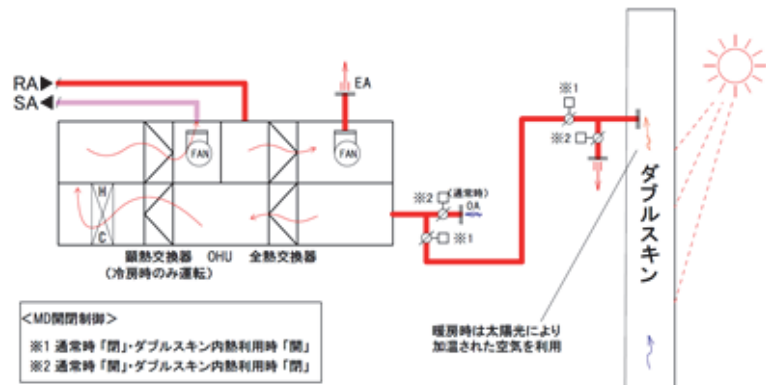 RA▶
SA◀
EA
FAN
FAN
※1
※2
※2
(通常時)
OA
※1
H
C
顕熱交換器 OHU 全熱交換器
(冷房時のみ運転)
ダブルスキン
暖房時は太陽光により
加温された空気を利用
<MD開閉制御>
※1 通常時「閉」・ダブルスキン内熱利用時「開」
※2 通常時「開」・ダブルスキン内熱利用時「閉」